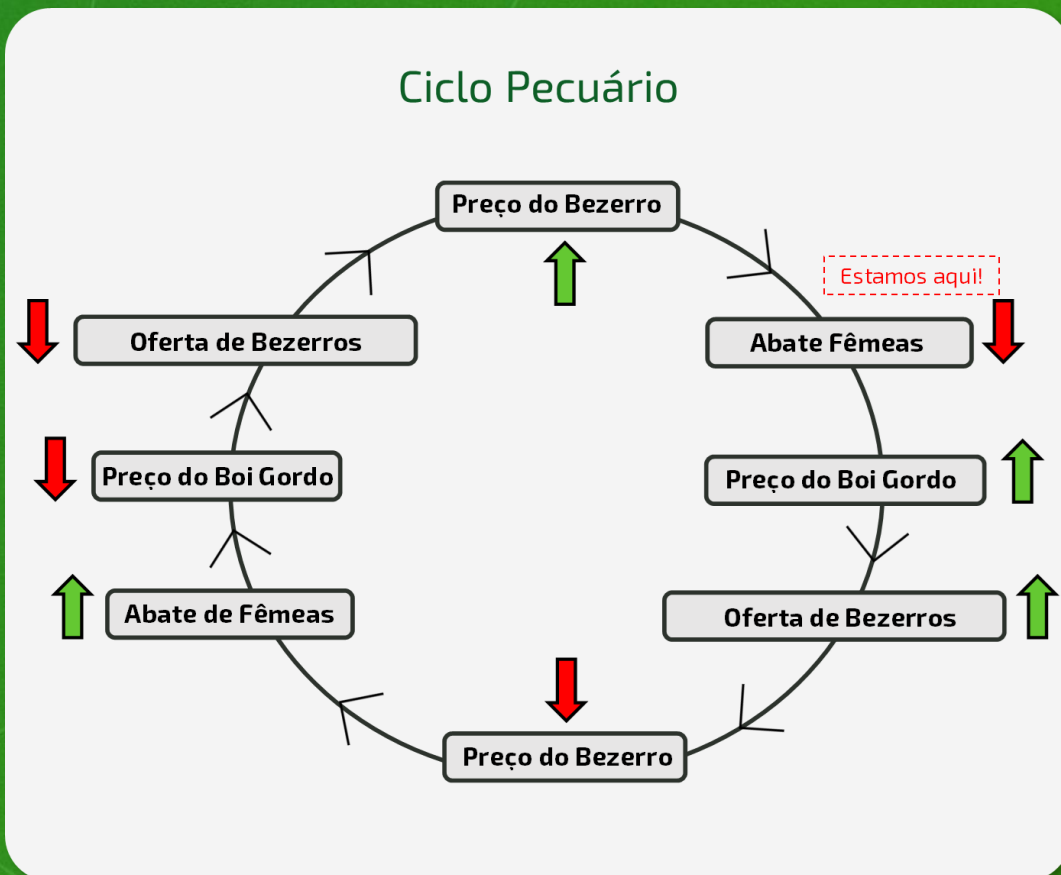 Ciclo Pecuário
Preço do Bezerro
Estamos aqui!
Oferta de Bezerros
Abate Fêmeas
Preço do Boi Gordo
Preço do Boi Gordo
Abate de Fêmeas
Oferta de Bezerros
Preço do Bezerro